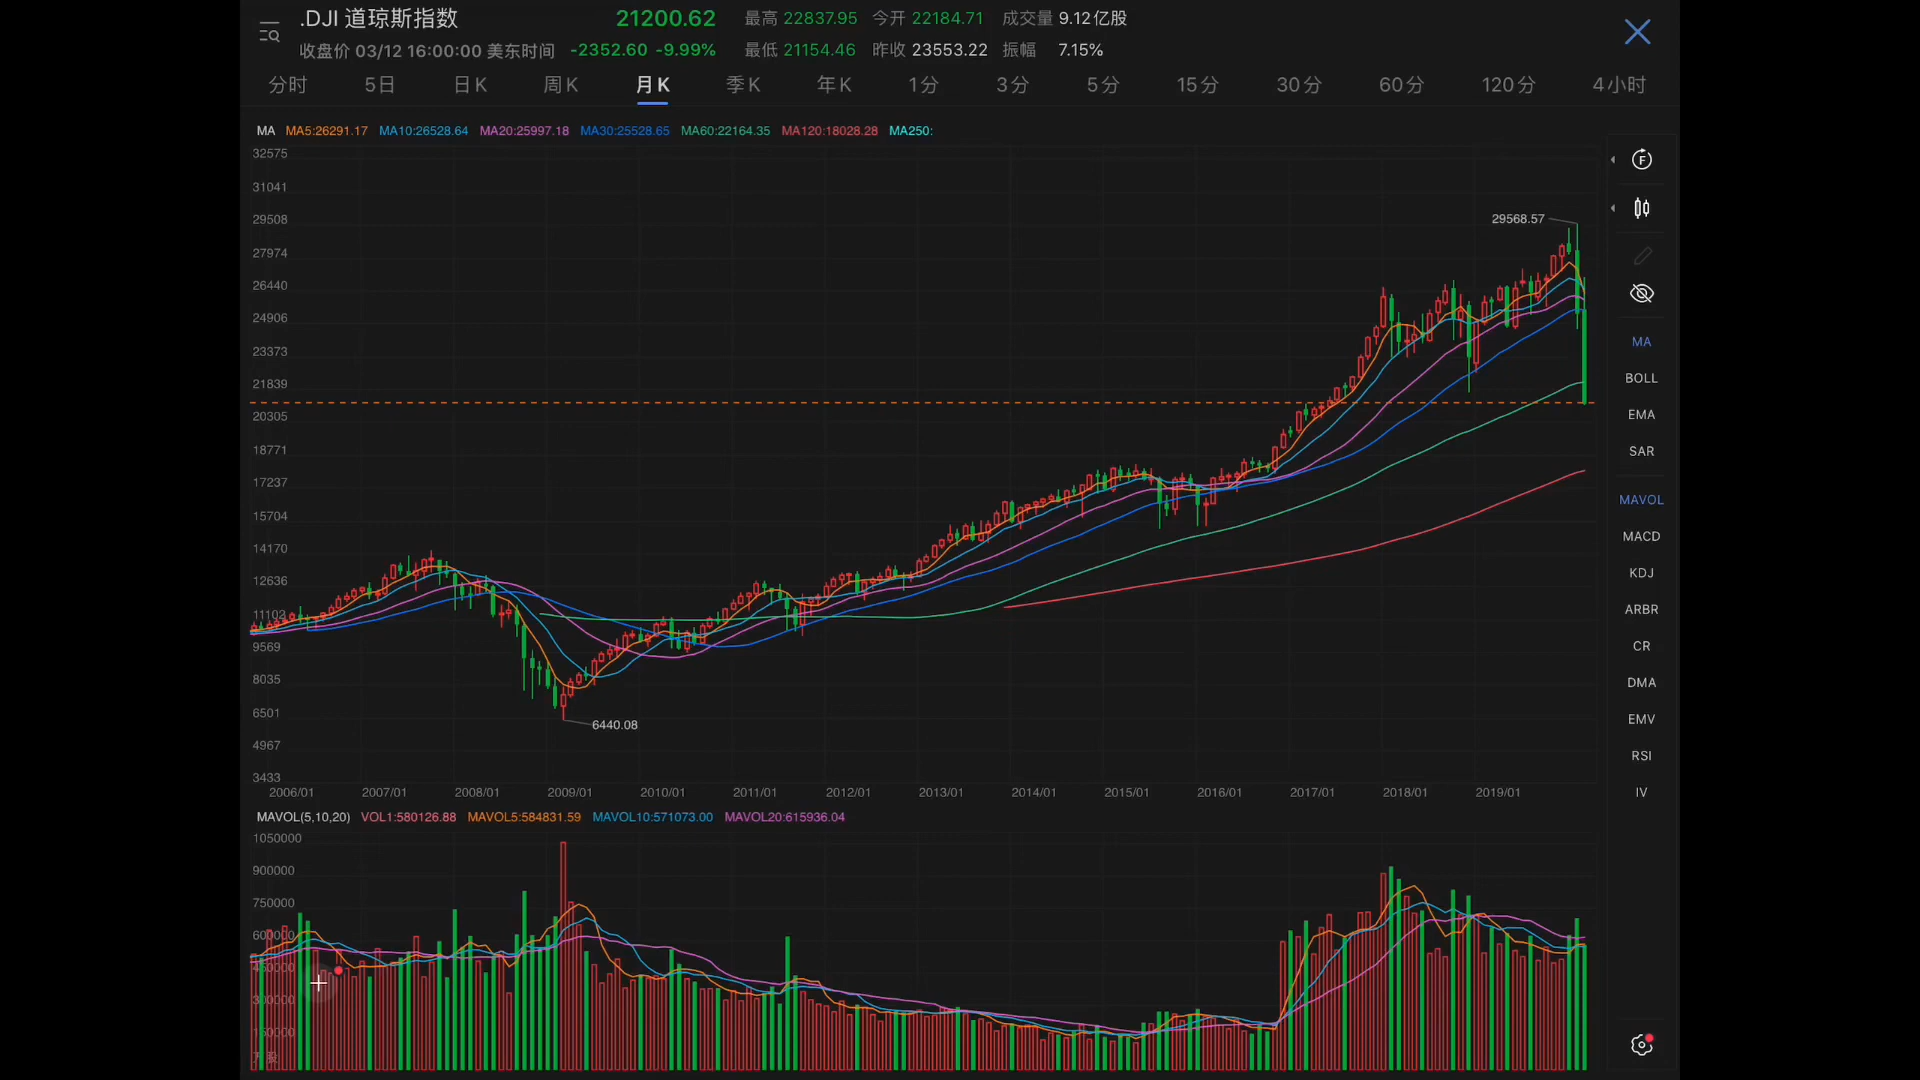 .DJI 道琼斯指数 21200.62 最高 22837.95 今开 22184.71 成交量 9.12亿股
收盘价 03/12 16:00:00 美东时间 -2352.60 -9.99% 最低 21154.46 昨收 23553.22 振幅 7.15%
分时 5日 日K 周K 月K 季K 年K 1分 3分 5分 15分 30分 60分 120分 4小时
MA MA5:26291.17 MA10:26528.64 MA20:25997.18 MA30:25528.65 MA60:22164.35 MA120:18028.28 MA250:
32575
31041
29508
27974
26440
24906
23373
21839
20305
18771
17237
15704
14170
12636
11102
9569
8035
6501
4967
3433
29568.57
6440.08
2006/01 2007/01 2008/01 2009/01 2010/01 2011/01 2012/01 2013/01 2014/01 2015/01 2016/01 2017/01 2018/01 2019/01
MAVOL(5,10,20) VOL1:580126.88 MAVOL5:584831.59 MAVOL10:571073.00 MAVOL20:615936.04
1050000
900000
750000
600000
450000
300000
150000
万股
F
MA
BOLL
EMA
SAR
MAVOL
MACD
KDJ
ARBR
CR
DMA
EMV
RSI
IV